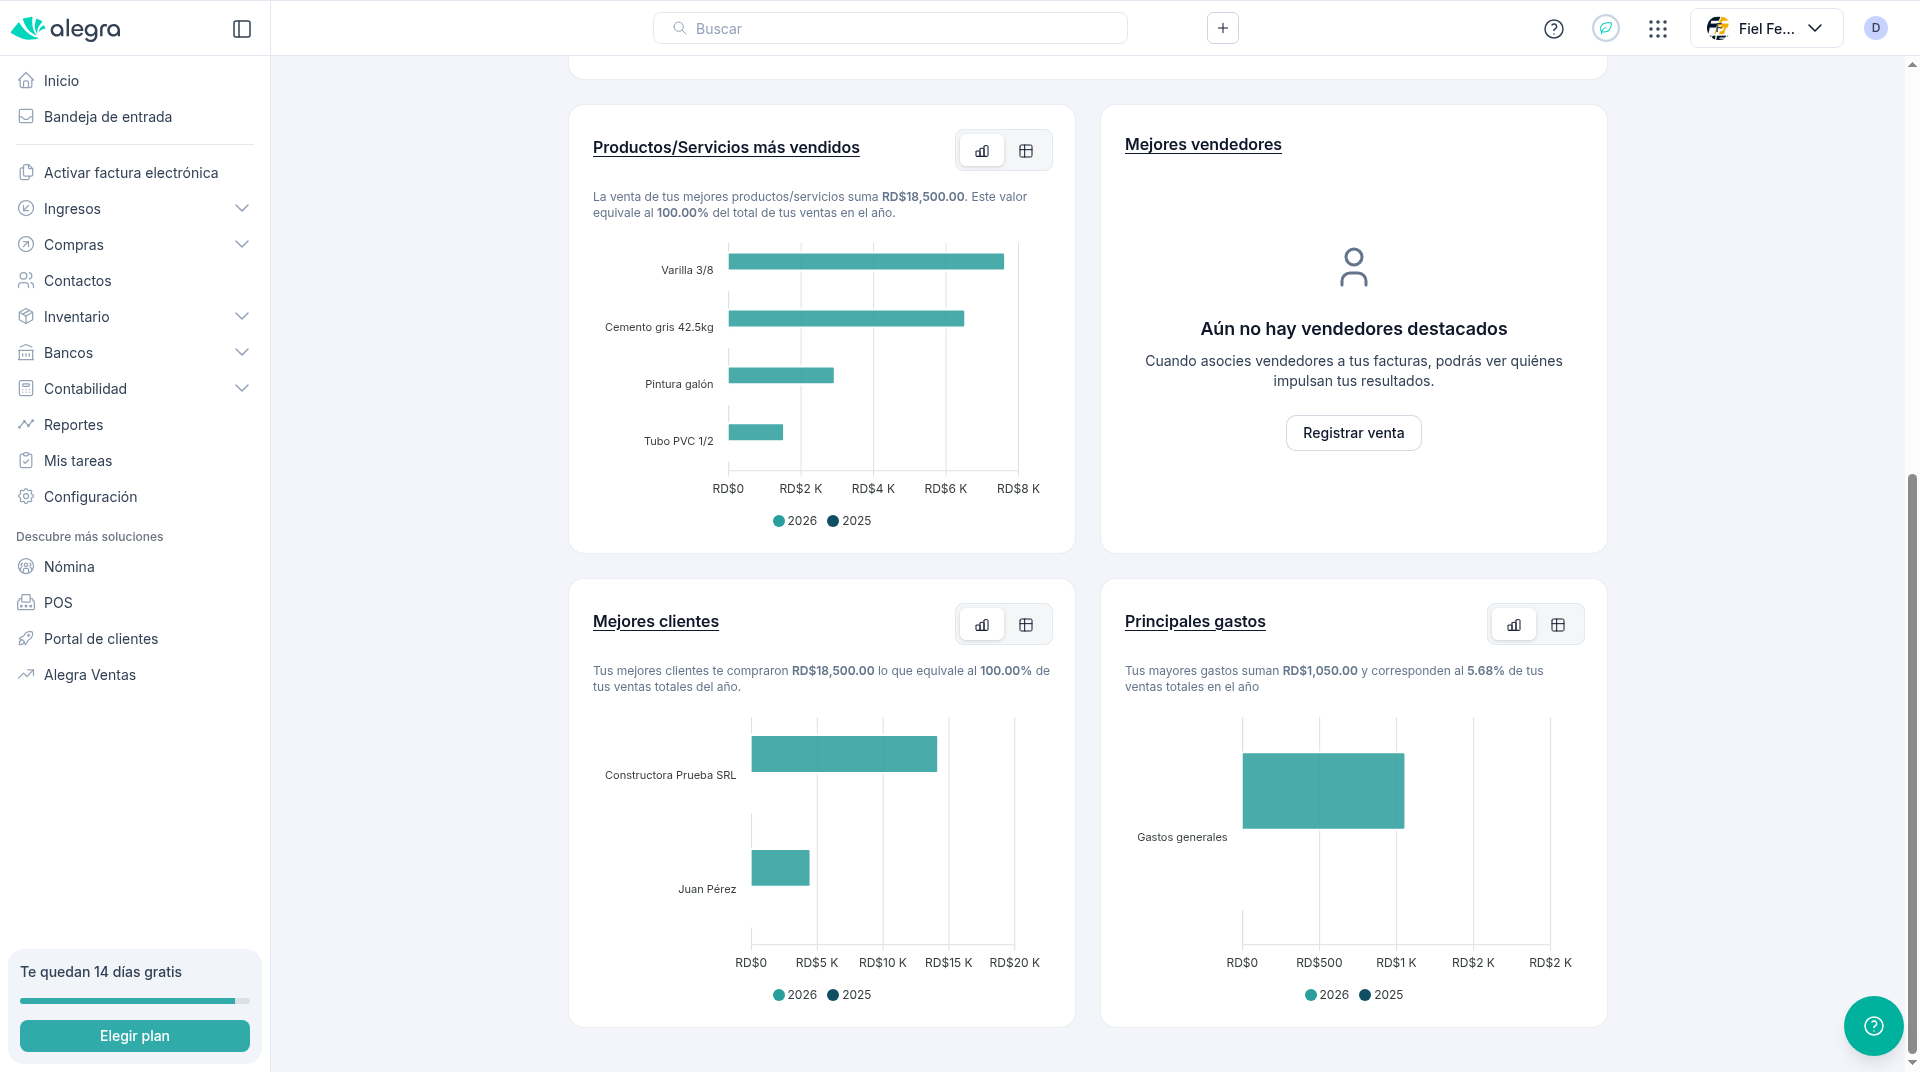 alegra
Buscar
Fiel Fe...
D
Inicio
Bandeja de entrada
Activar factura electrónica
Ingresos
Compras
Contactos
Inventario
Bancos
Contabilidad
Reportes
Mis tareas
Configuración
Descubre más soluciones
Nómina
POS
Portal de clientes
Alegra Ventas
Te quedan 14 días gratis
Elegir plan
Productos/Servicios más vendidos
La venta de tus mejores productos/servicios suma RD$18,500.00. Este valor
equivale al 100.00% del total de tus ventas en el año.
Varilla 3/8
Cemento gris 42.5kg
Pintura galón
Tubo PVC 1/2
RD$0 RD$2 K RD$4 K RD$6 K RD$8 K
2026 2025
Mejores vendedores
Aún no hay vendedores destacados
Cuando asocies vendedores a tus facturas, podrás ver quiénes
impulsan tus resultados.
Registrar venta
Mejores clientes
Tus mejores clientes te compraron RD$18,500.00 lo que equivale al 100.00% de
tus ventas totales del año.
Constructora Prueba SRL
Juan Pérez
RD$0 RD$5 K RD$10 K RD$15 K RD$20 K
2026 2025
Principales gastos
Tus mayores gastos suman RD$1,050.00 y corresponden al 5.68% de tus
ventas totales en el año
Gastos generales
RD$0 RD$500 RD$1 K RD$2 K RD$2 K
2026 2025